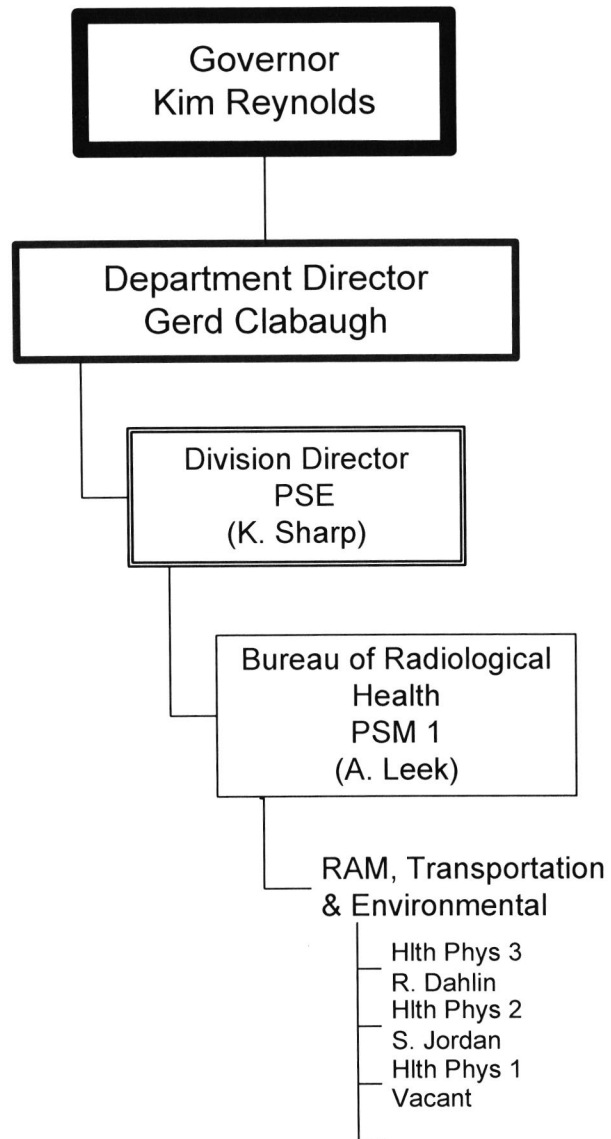 Governor
Kim Reynolds
Department Director
Gerd Clabaugh
Division Director
PSE
(K. Sharp)
Bureau of Radiological
Health
PSM 1
(A. Leek)
RAM, Transportation
& Environmental
Hlth Phys 3
R. Dahlin
Hlth Phys 2
S. Jordan
Hlth Phys 1
Vacant